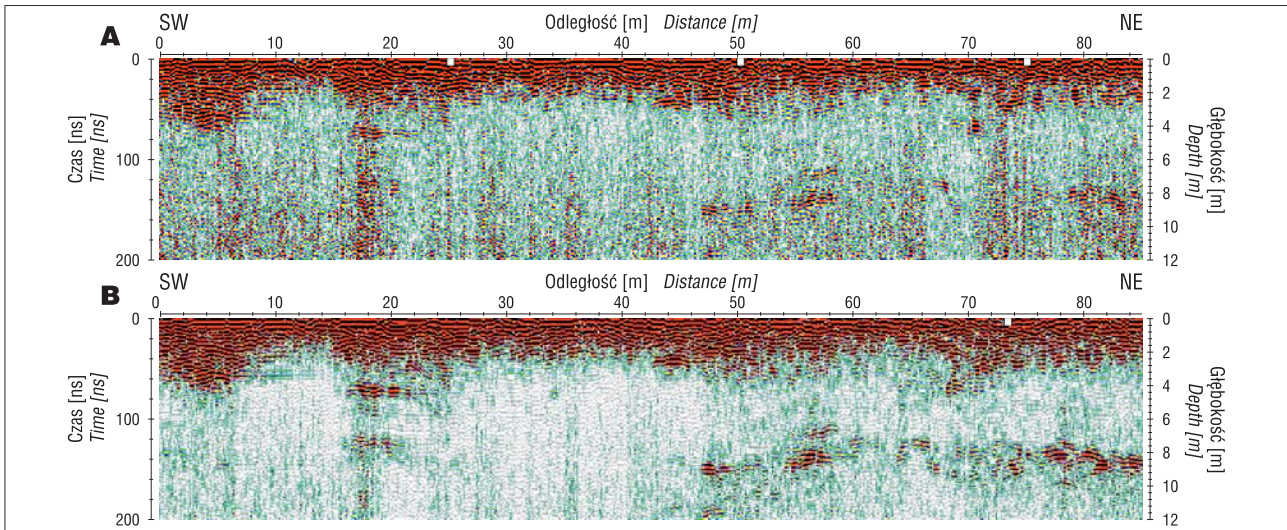 A
SW Odległość [m] Distance [m] NE
0 10 20 30 40 50 60 70 80
Czas [ns]
Time [ns]
0
100
200
0
2
4
6
8
10
12
Głębokość [m]
Depth [m]
B
SW Odległość [m] Distance [m] NE
0 10 20 30 40 50 60 70 80
Czas [ns]
Time [ns]
0
100
200
0
2
4
6
8
10
12
Głębokość [m]
Depth [m]